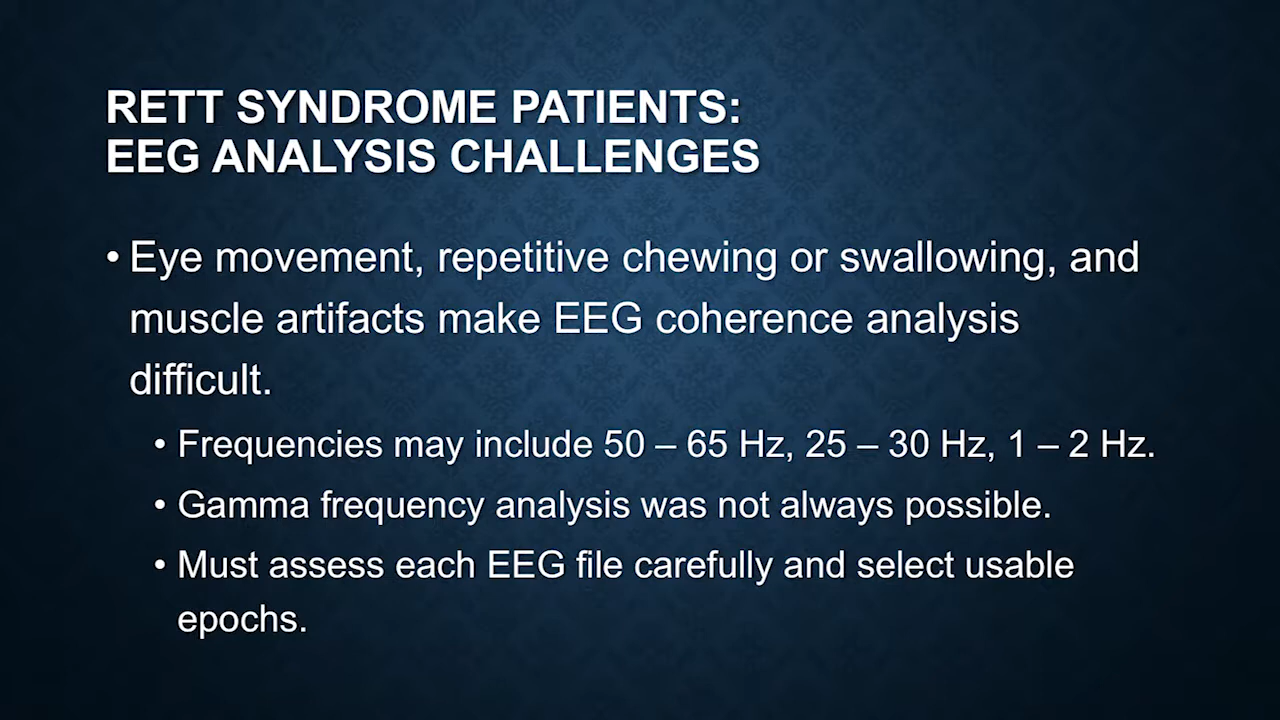 RETT SYNDROME PATIENTS:
EEG ANALYSIS CHALLENGES
• Eye movement, repetitive chewing or swallowing, and
muscle artifacts make EEG coherence analysis
difficult.
• Frequencies may include 50 – 65 Hz, 25 – 30 Hz, 1 – 2 Hz.
• Gamma frequency analysis was not always possible.
• Must assess each EEG file carefully and select usable
epochs.